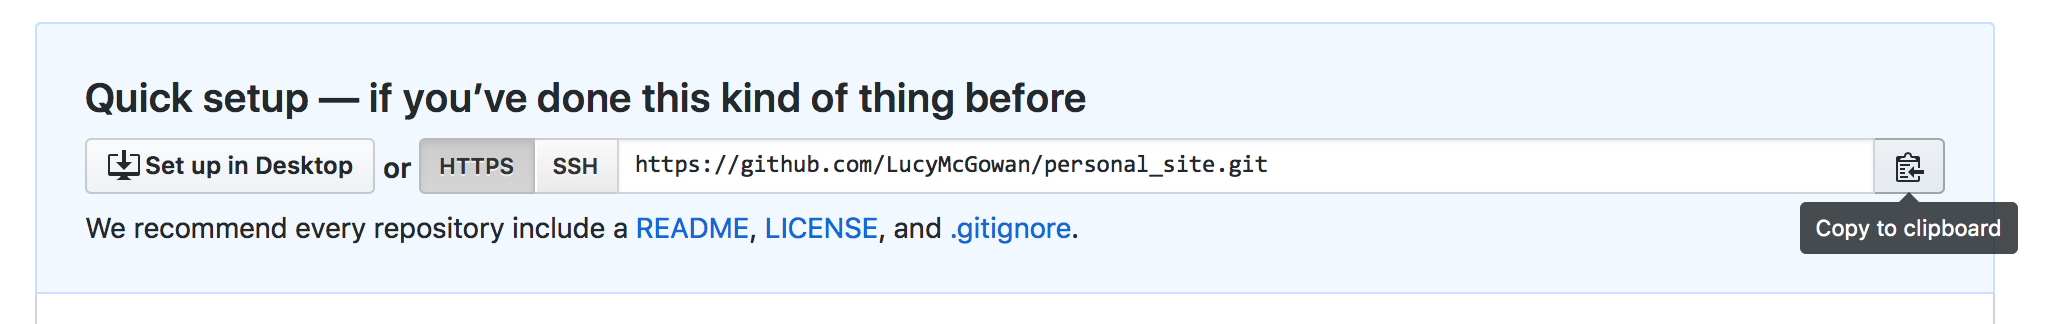 Quick setup — if you’ve done this kind of thing before
Set up in Desktop or HTTPS SSH https://github.com/LucyMcGowan/personal_site.git
We recommend every repository include a README, LICENSE, and .gitignore.
Copy to clipboard